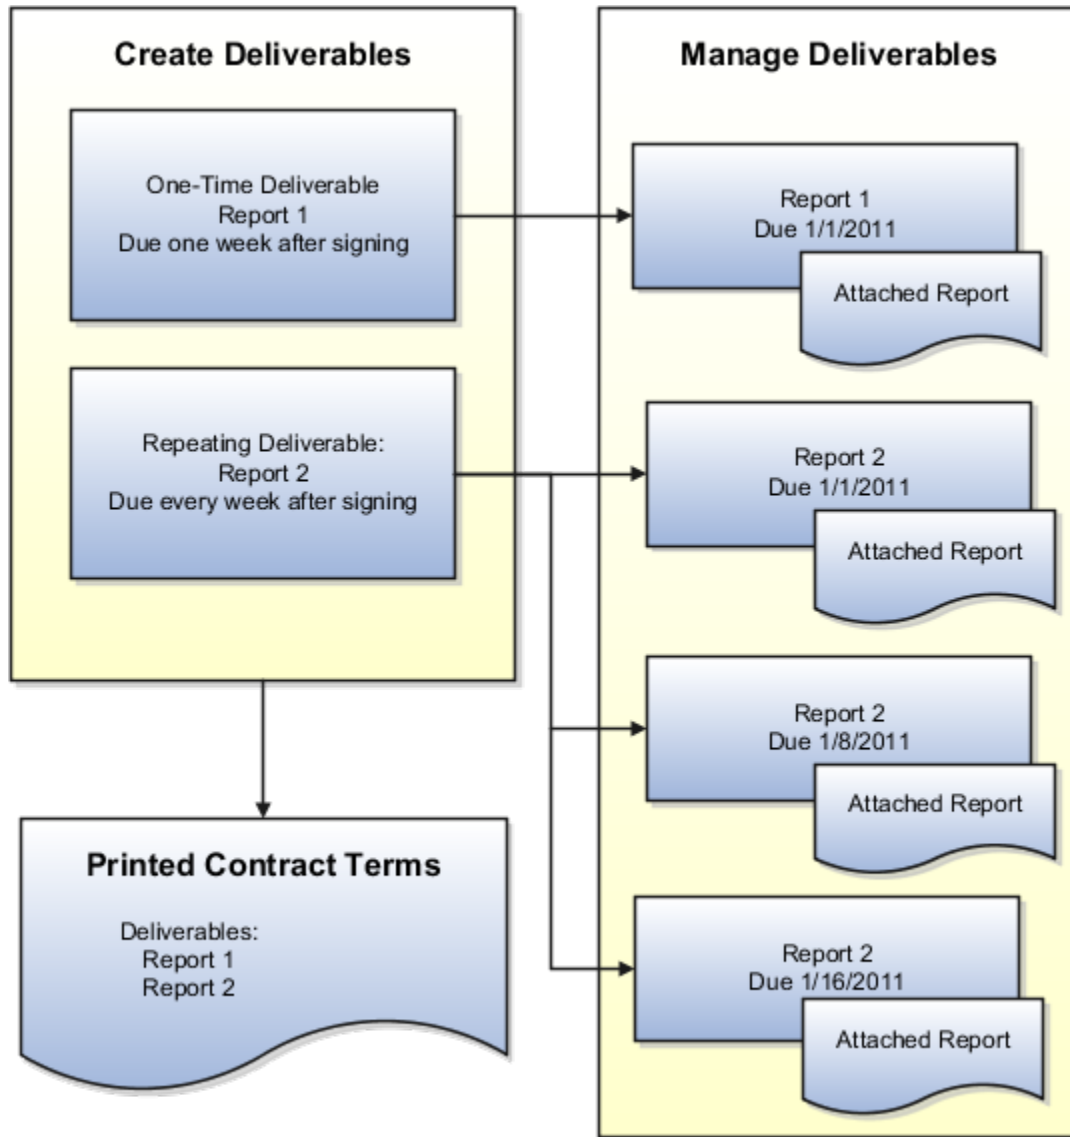 Create Deliverables
One-Time Deliverable
Report 1
Due one week after signing
Repeating Deliverable:
Report 2
Due every week after signing
Printed Contract Terms
Deliverables:
Report 1
Report 2
Manage Deliverables
Report 1
Due 1/1/2011
Attached Report
Report 2
Due 1/1/2011
Attached Report
Report 2
Due 1/8/2011
Attached Report
Report 2
Due 1/16/2011
Attached Report